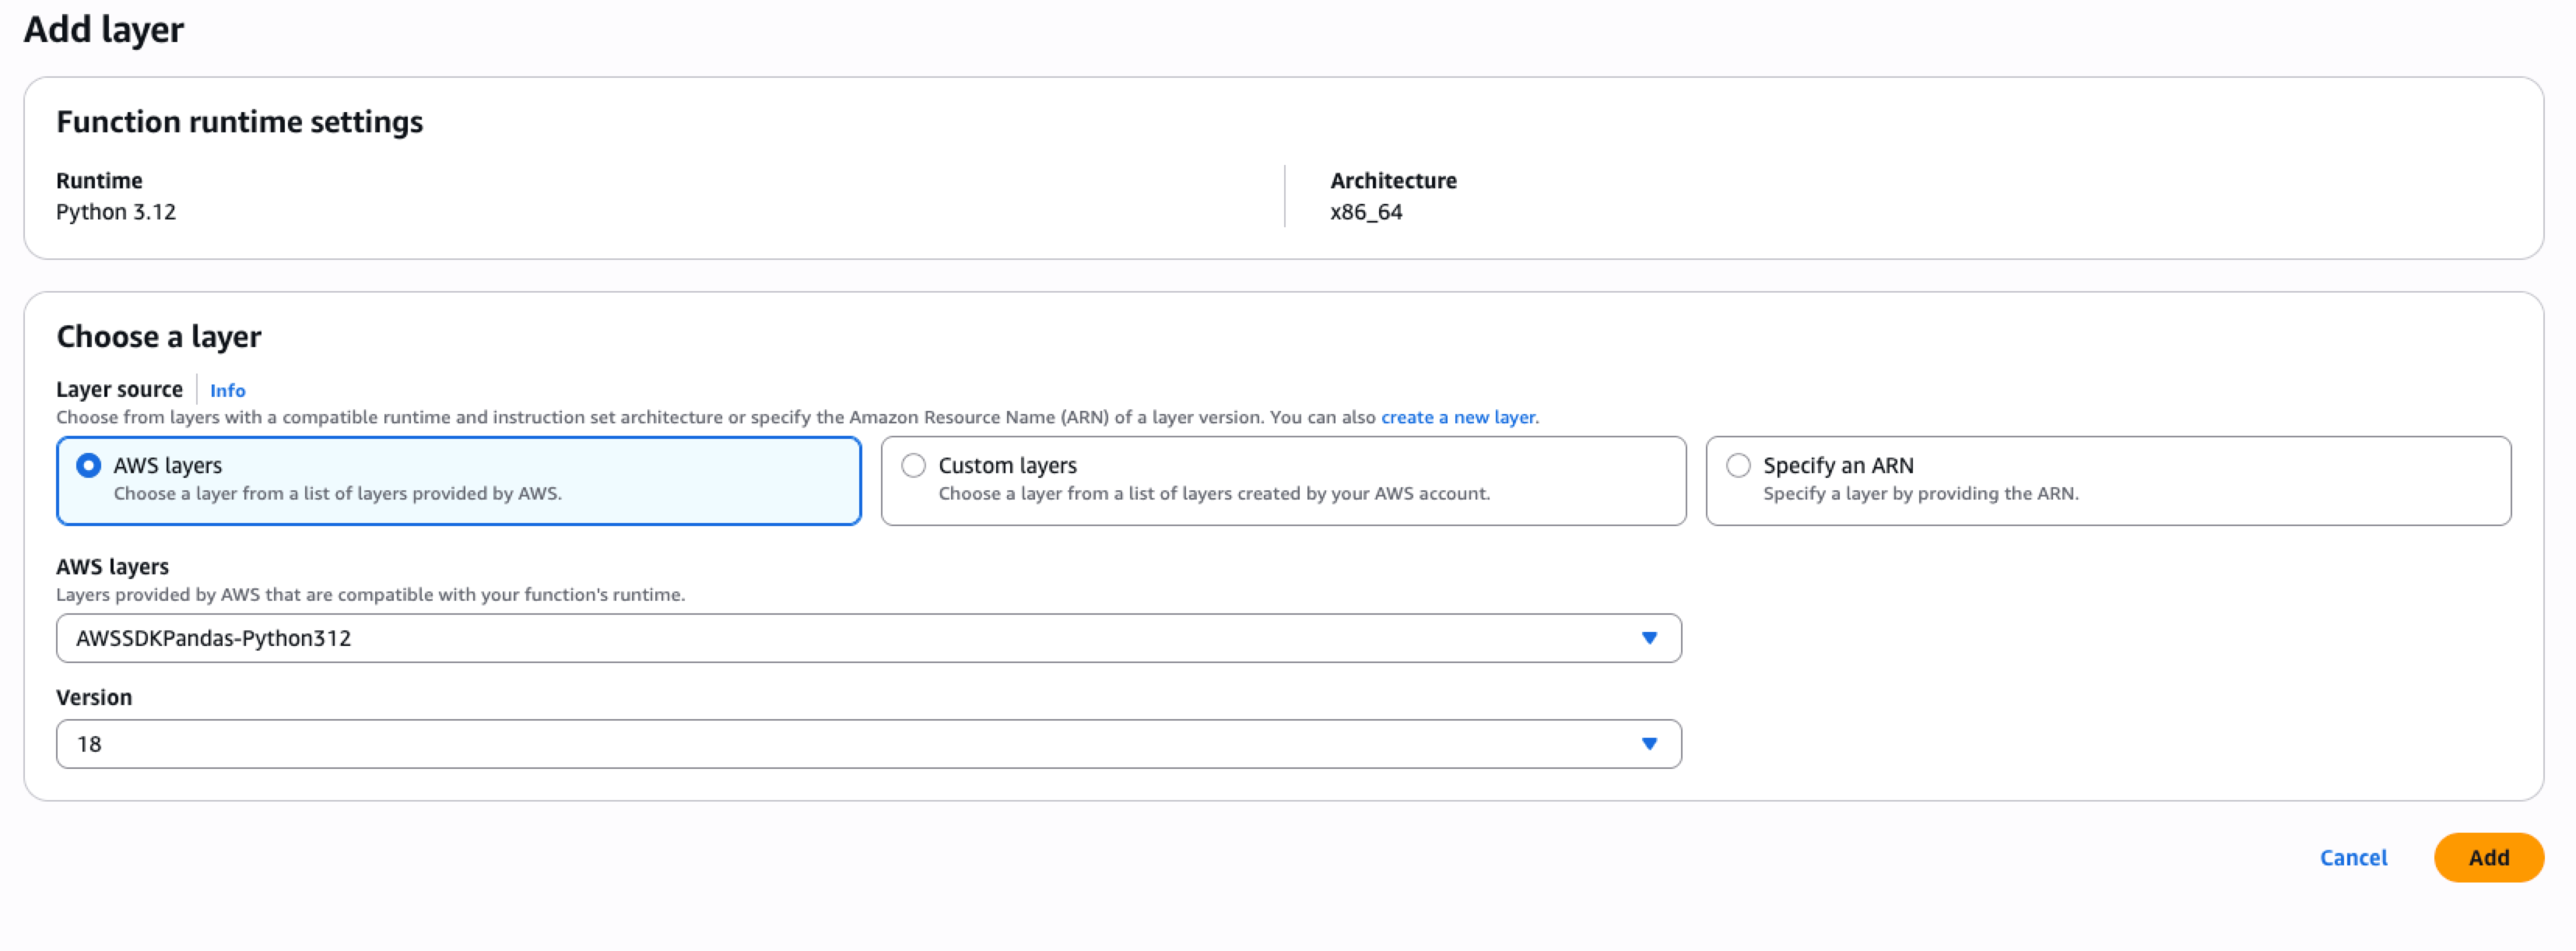 Add layer
Function runtime settings
Runtime
Python 3.12
Architecture
x86_64
Choose a layer
Layer source Info
Choose from layers with a compatible runtime and instruction set architecture or specify the Amazon Resource Name (ARN) of a layer version. You can also create a new layer.
AWS layers
Choose a layer from a list of layers provided by AWS.
Custom layers
Choose a layer from a list of layers created by your AWS account.
Specify an ARN
Specify a layer by providing the ARN.
AWS layers
Layers provided by AWS that are compatible with your function's runtime.
AWSSDKPandas-Python312
Version
18
Cancel
Add